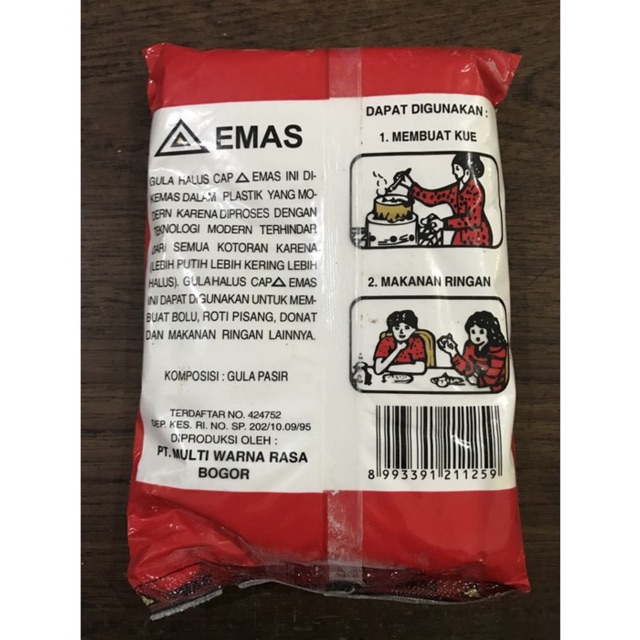 EMAS
GULA HALUS CAP EMAS INI DI-
KEMAS DALAM PLASTIK YANG MO-
DERN KARENA DIPROSES DENGAN
TEKNOLOGI MODERN TERHINDAR
DARI SEMUA KOTORAN KARENA
(LEBIH PUTIH LEBIH KERING LEBIH
HALUS). GULA HALUS CAP EMAS
INI DAPAT DIGUNAKAN UNTUK MEM-
BUAT BOLU, ROTI PISANG, DONAT
DAN MAKANAN RINGAN LAINNYA.
KOMPOSISI : GULA PASIR
TERDAFTAR NO. 424752
DEP. KES. RI. NO. SP. 202/10.09/95
DIPRODUKSI OLEH :
PT. MULTI WARNA RASA
BOGOR
DAPAT DIGUNAKAN :
1. MEMBUAT KUE
2. MAKANAN RINGAN
8 993391 211259